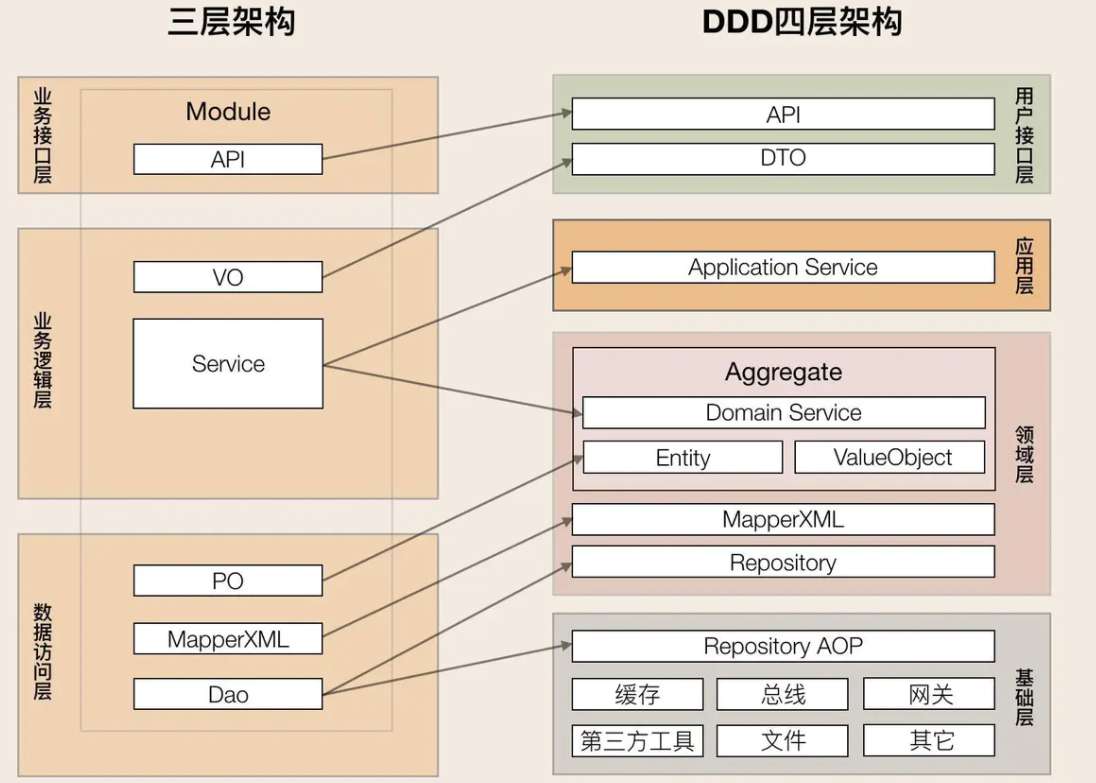 三层架构
业务接口层
Module
API
业务逻辑层
VO
Service
数据访问层
PO
MapperXML
Dao
DDD四层架构
API
DTO
用户接口层
Application Service
应用层
Aggregate
Domain Service
Entity
ValueObject
MapperXML
Repository
领域层
Repository AOP
缓存
总线
网关
第三方工具
文件
其它
基础层